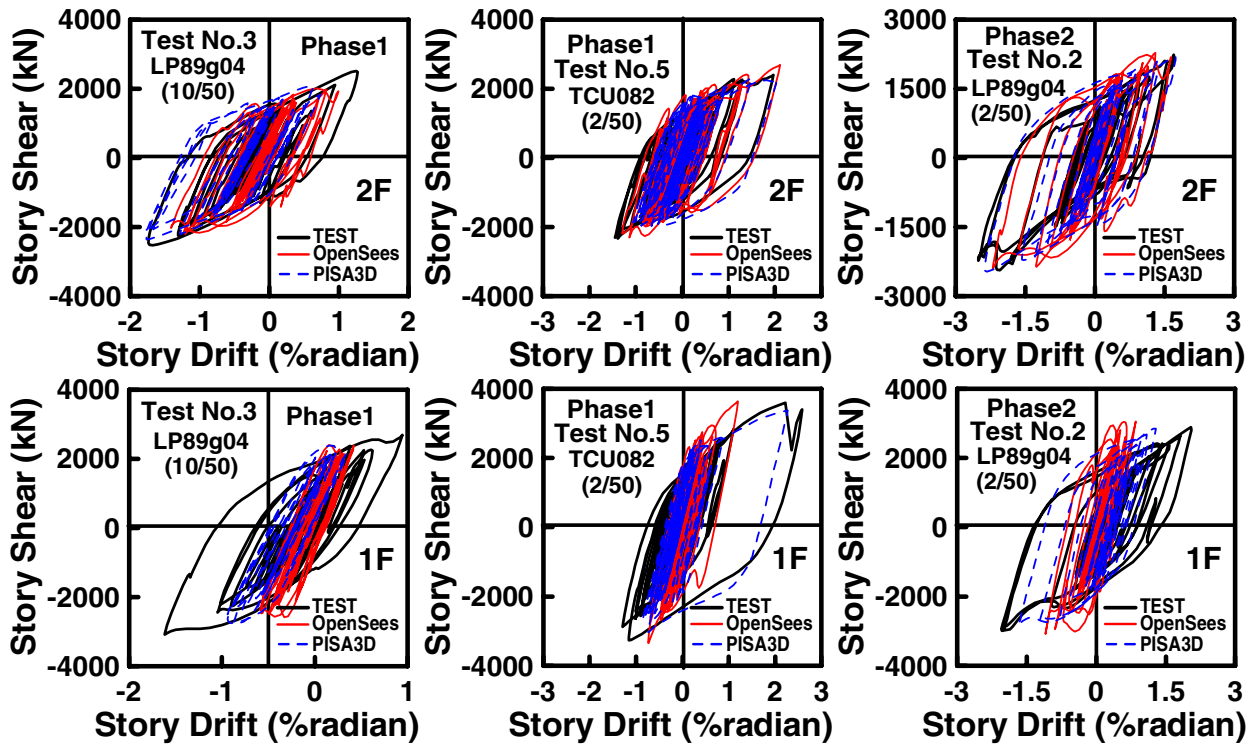 4000
2000
0
-2000
-4000
Story Shear (kN)
Test No.3
LP89g04
(10/50)
Phase1
2F
TEST
OpenSees
PISA3D
-2 -1 0 1 2
Story Drift (%radian)
4000
2000
0
-2000
-4000
Story Shear (kN)
Phase1
Test No.5
TCU082
(2/50)
2F
TEST
OpenSees
PISA3D
-3 -2 -1 0 1 2 3
Story Drift (%radian)
3000
1500
0
-1500
-3000
Story Shear (kN)
Phase2
Test No.2
LP89g04
(2/50)
2F
TEST
OpenSees
PISA3D
-3 -1.5 0 1.5 3
Story Drift (%radian)
4000
2000
0
-2000
-4000
Story Shear (kN)
Test No.3
LP89g04
(10/50)
Phase1
1F
TEST
OpenSees
PISA3D
-2 -1 0 1
Story Drift (%radian)
4000
2000
0
-2000
-4000
Story Shear (kN)
Phase1
Test No.5
TCU082
(2/50)
1F
TEST
OpenSees
PISA3D
-3 -2 -1 0 1 2 3
Story Drift (%radian)
4000
2000
0
-2000
-4000
Story Shear (kN)
Phase2
Test No.2
LP89g04
(2/50)
1F
TEST
OpenSees
PISA3D
-3 -1.5 0 1.5 3
Story Drift (%radian)